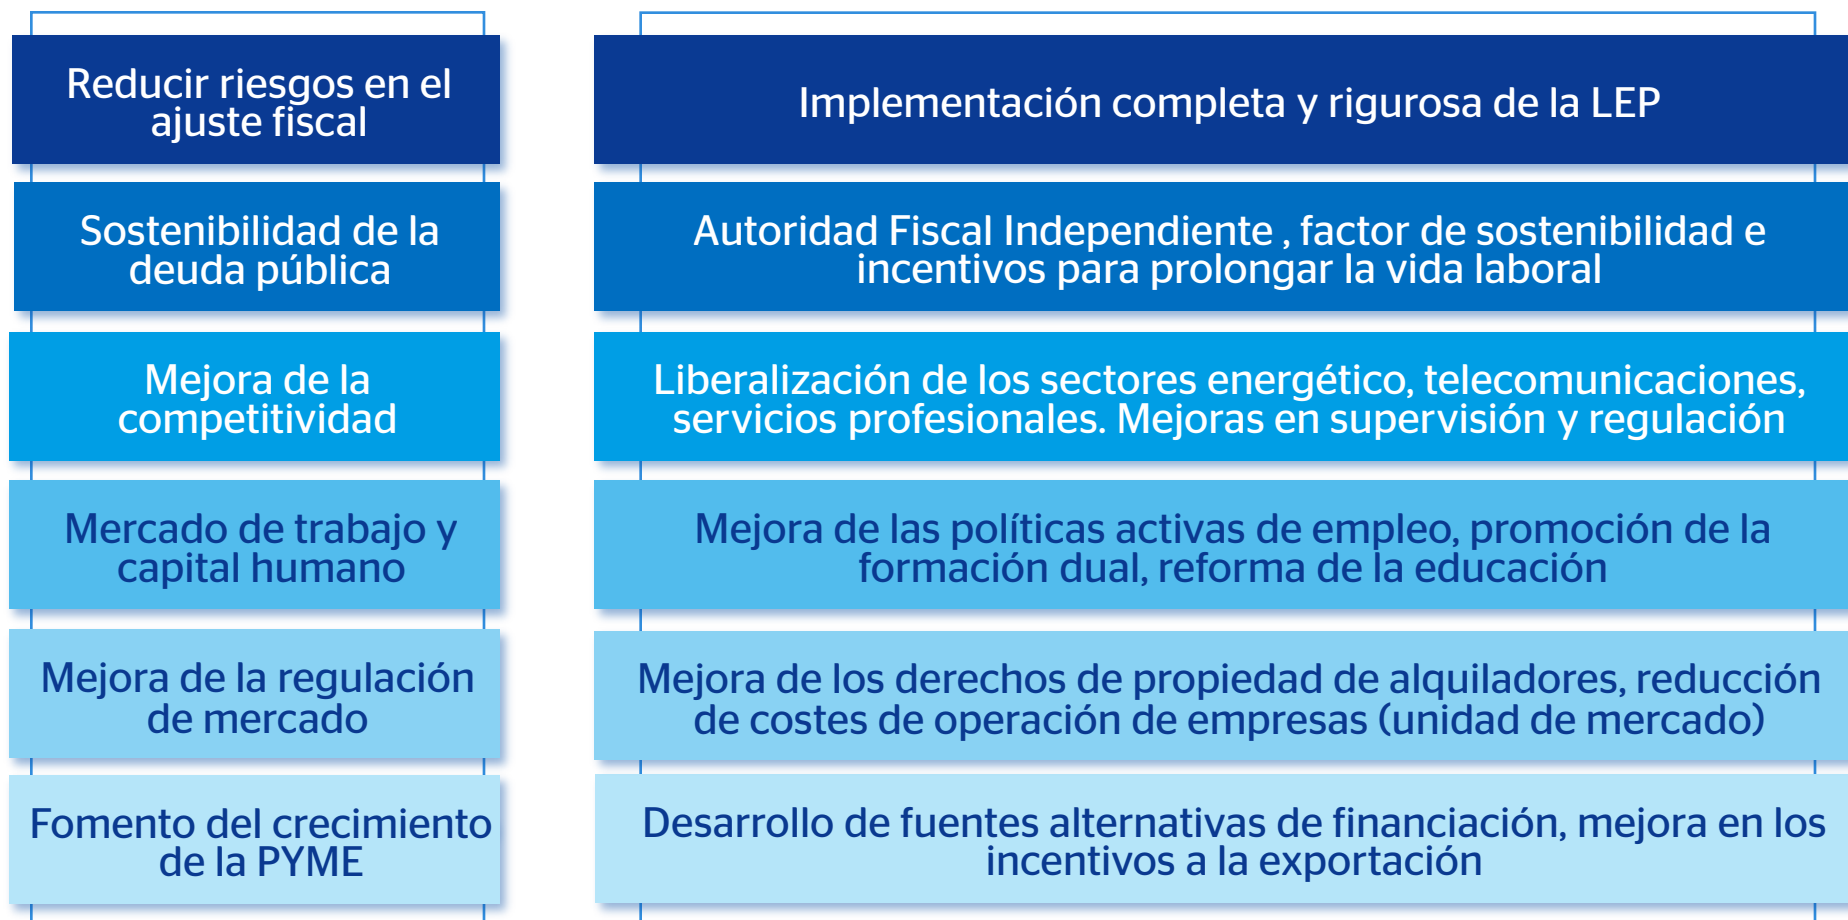 Reducir riesgos en el
ajuste fiscal
Implementación completa y rigurosa de la LEP
Sostenibilidad de la
deuda pública
Autoridad Fiscal Independiente , factor de sostenibilidad e
incentivos para prolongar la vida laboral
Mejora de la
competitividad
Liberalización de los sectores energético, telecomunicaciones,
servicios profesionales. Mejoras en supervisión y regulación
Mercado de trabajo y
capital humano
Mejora de las políticas activas de empleo, promoción de la
formación dual, reforma de la educación
Mejora de la regulación
de mercado
Mejora de los derechos de propiedad de alquiladores, reducción
de costes de operación de empresas (unidad de mercado)
Fomento del crecimiento
de la PYME
Desarrollo de fuentes alternativas de financiación, mejora en los
incentivos a la exportación